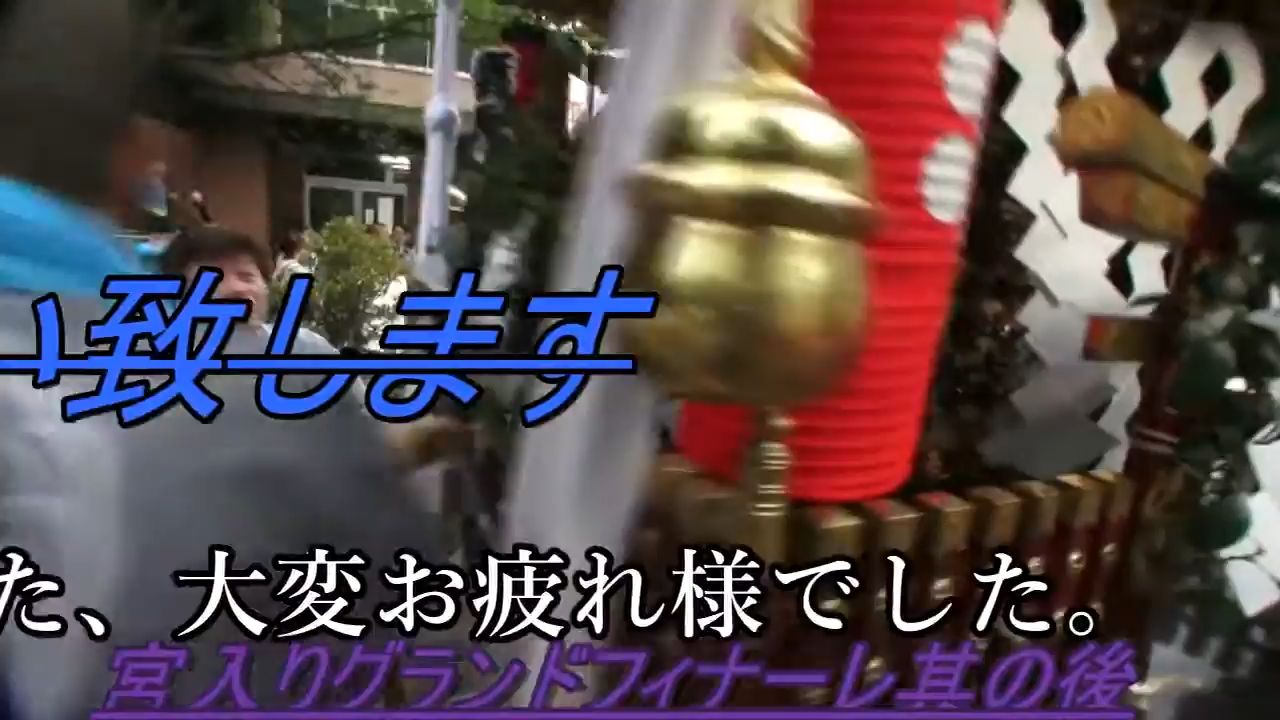 い致します
た、大変お疲れ様でした。
宮入りグランドフィナーレ其の後